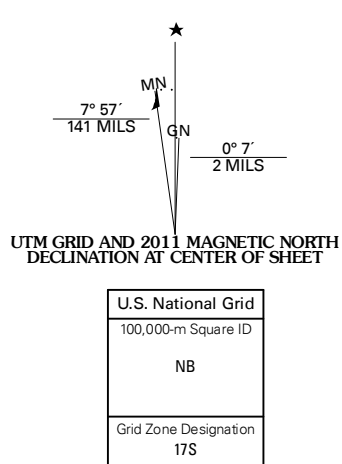 MN
GN
7° 57´
141 MILS
0° 7´
2 MILS
UTM GRID AND 2011 MAGNETIC NORTH
DECLINATION AT CENTER OF SHEET
U.S. National Grid
100,000-m Square ID
NB
Grid Zone Designation
17S